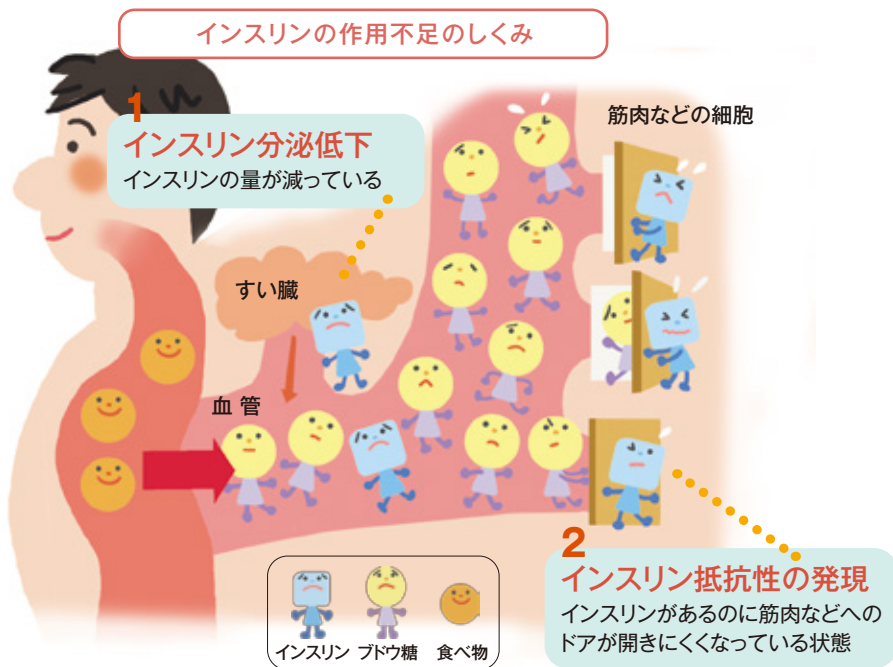 インスリンの作用不足のしくみ
1
インスリン分泌低下
インスリンの量が減っている
筋肉などの細胞
すい臓
血管
2
インスリン抵抗性の発現
インスリンがあるのに筋肉などへの
ドアが開きにくくなっている状態
インスリン ブドウ糖 食べ物